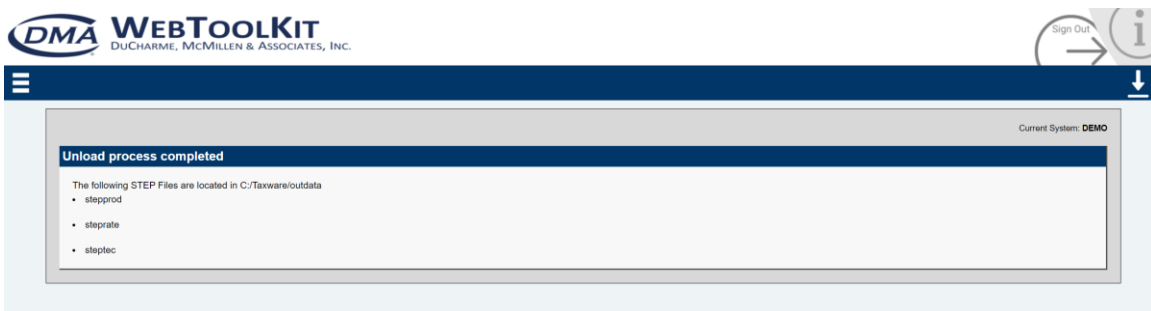 DMA WEBTOOLKIT
DUCHARME, MCMILLEN & ASSOCIATES, INC.
Sign Out
i
Current System: DEMO
Unload process completed
The following STEP Files are located in C:/Taxware/outdata
• stepprod
• steprate
• steptec